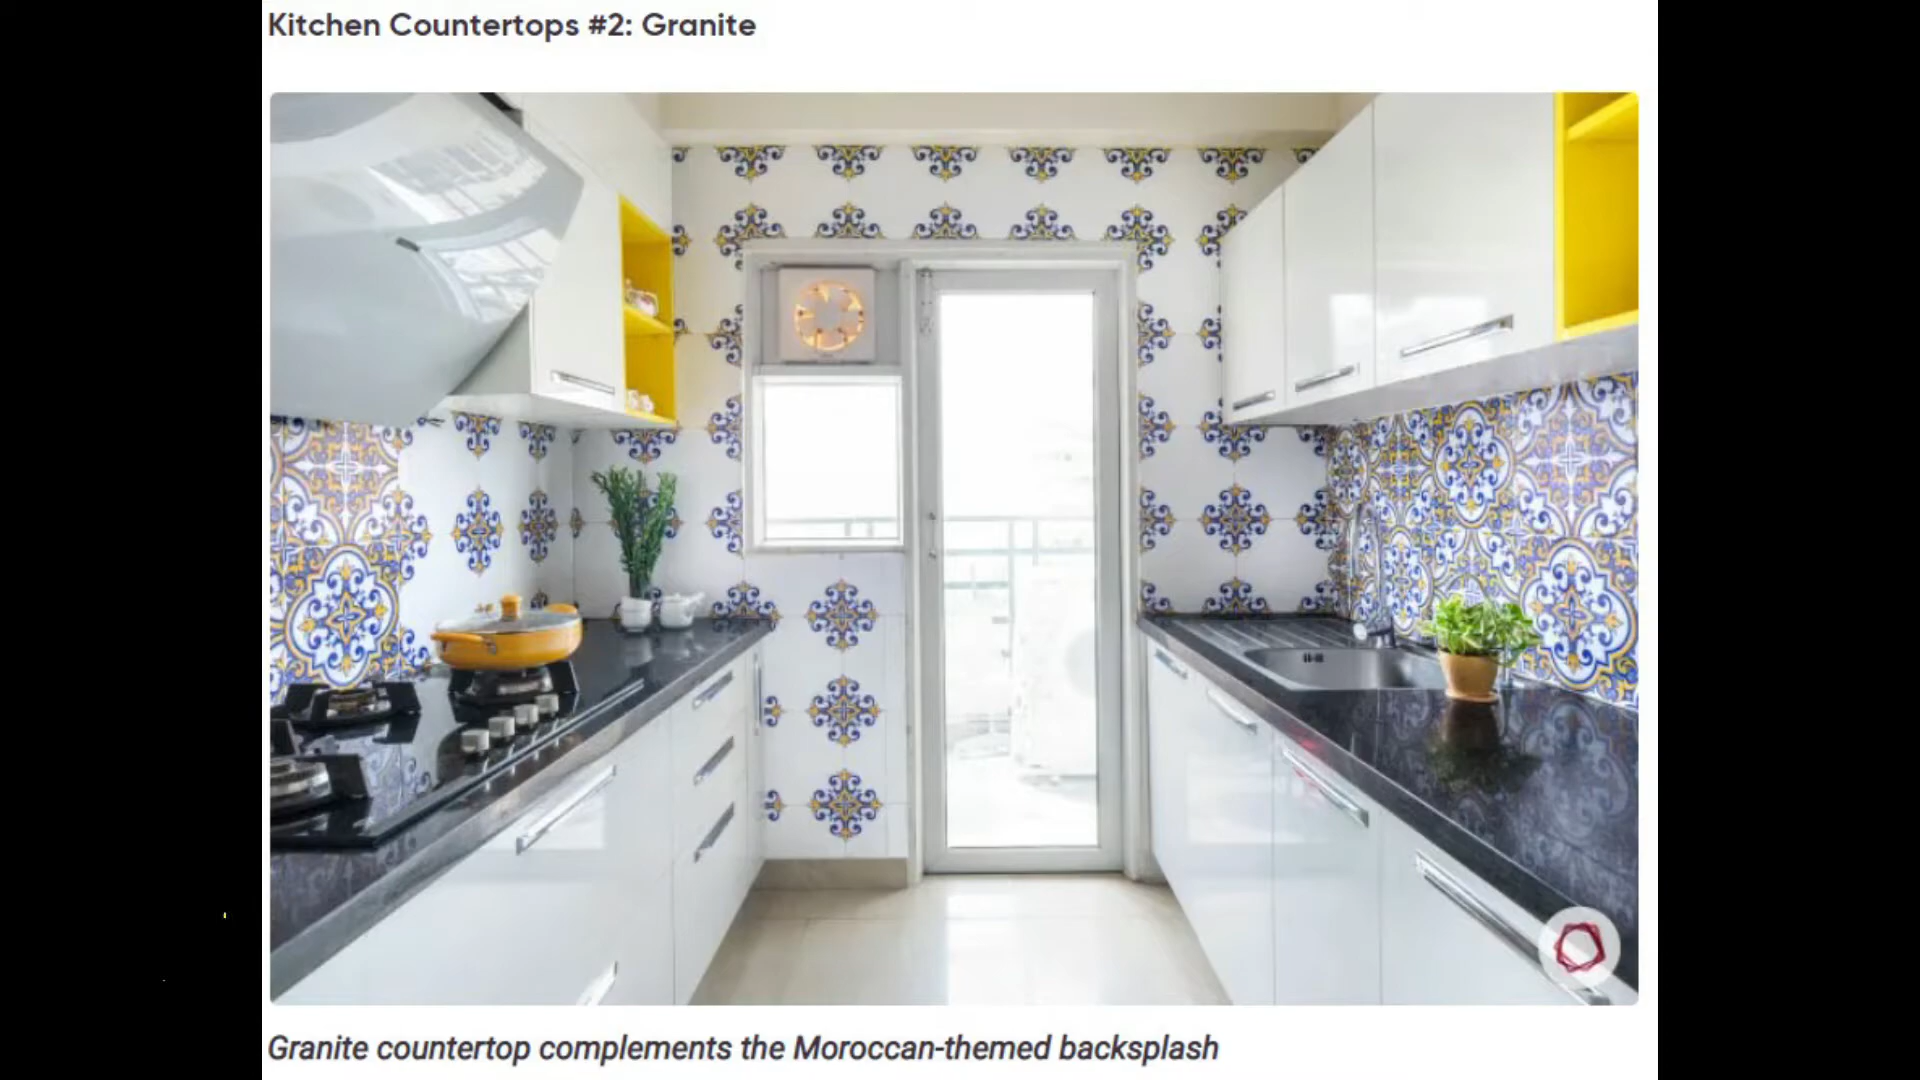 Kitchen Countertops #2: Granite
Granite countertop complements the Moroccan-themed backsplash